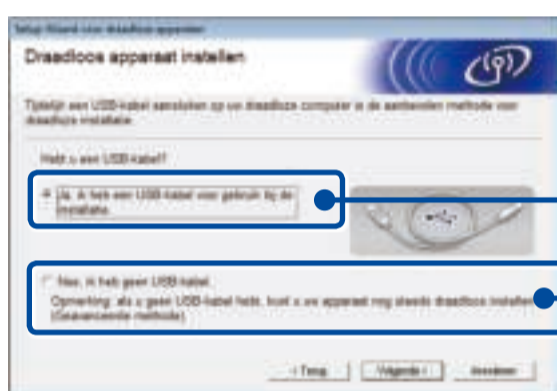 Setup Wizard voor draadloos apparaten
Draadloos apparaat instellen
Tijdelijk een USB-kabel aansluiten op uw draadloze computer is de aanbevolen methode voor
draadloze installatie.
Hebt u een USB-kabel?
Ja, ik heb een USB-kabel voor gebruik bij de
installatie.
Nee, ik heb geen USB-kabel.
Opmerking: als u geen USB-kabel hebt, kunt u uw apparaat nog steeds draadloos instellen
(Geavanceerde methode).
< Terug Volgende > Annuleren